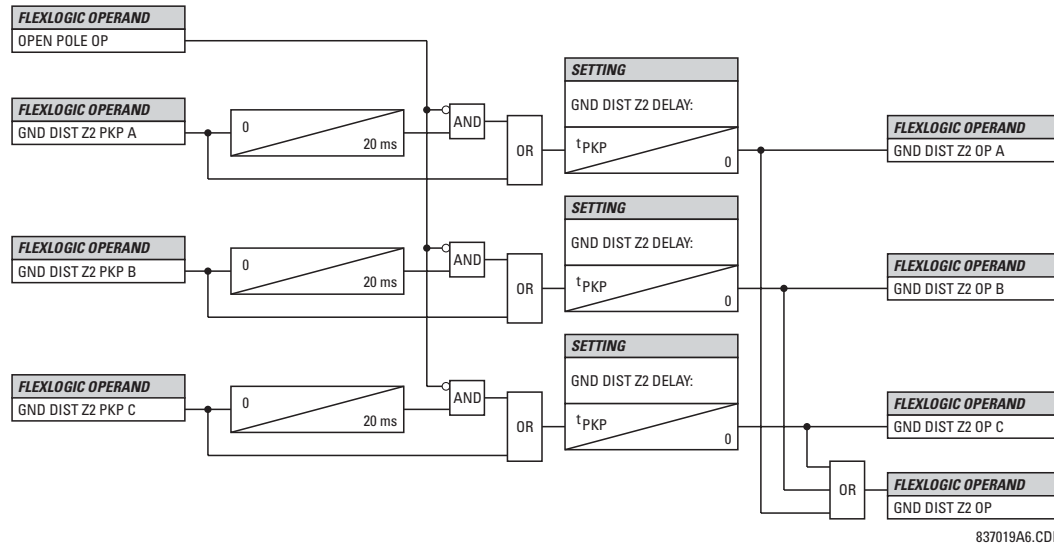 FLEXLOGIC OPERAND
OPEN POLE OP
FLEXLOGIC OPERAND
GND DIST Z2 PKP A
0
20 ms
AND
OR
SETTING
GND DIST Z2 DELAY:
tPKP
0
FLEXLOGIC OPERAND
GND DIST Z2 OP A
FLEXLOGIC OPERAND
GND DIST Z2 PKP B
0
20 ms
AND
OR
SETTING
GND DIST Z2 DELAY:
tPKP
0
FLEXLOGIC OPERAND
GND DIST Z2 OP B
FLEXLOGIC OPERAND
GND DIST Z2 PKP C
0
20 ms
AND
OR
SETTING
GND DIST Z2 DELAY:
tPKP
0
FLEXLOGIC OPERAND
GND DIST Z2 OP C
OR
FLEXLOGIC OPERAND
GND DIST Z2 OP